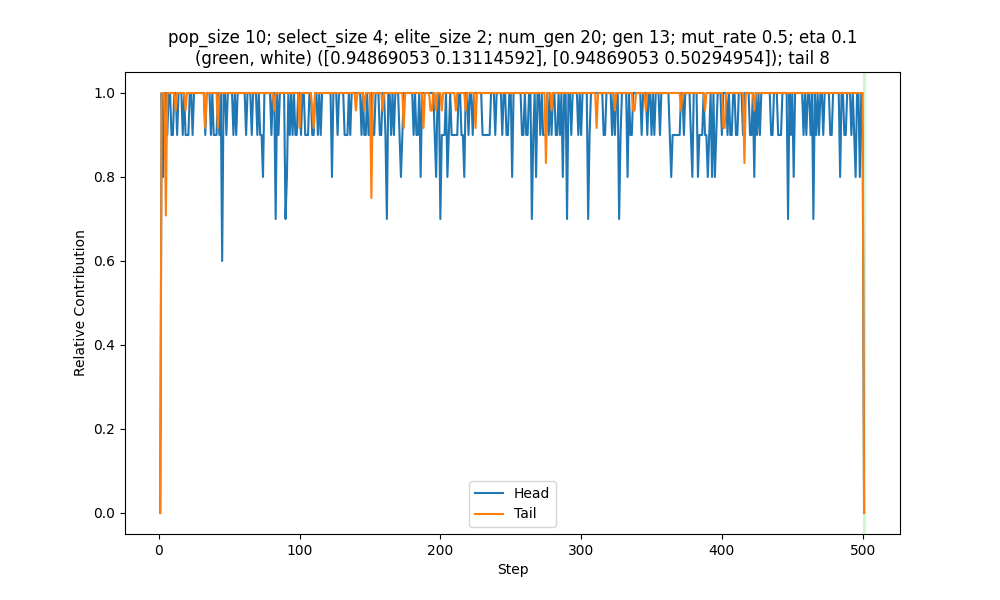 pop_size 10; select_size 4; elite_size 2; num_gen 20; gen 13; mut_rate 0.5; eta 0.1
(green, white) ([0.94869053 0.13114592], [0.94869053 0.50294954]); tail 8
1.0
0.8
0.6
0.4
0.2
0.0
Relative Contribution
Head
Tail
0 100 200 300 400 500
Step